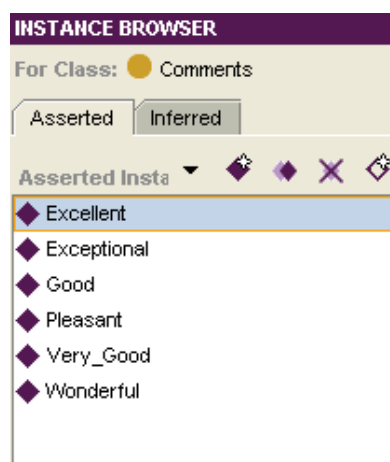 INSTANCE BROWSER
For Class: Comments
Asserted Inferred
Asserted Insta
Excellent
Exceptional
Good
Pleasant
Very_Good
Wonderful